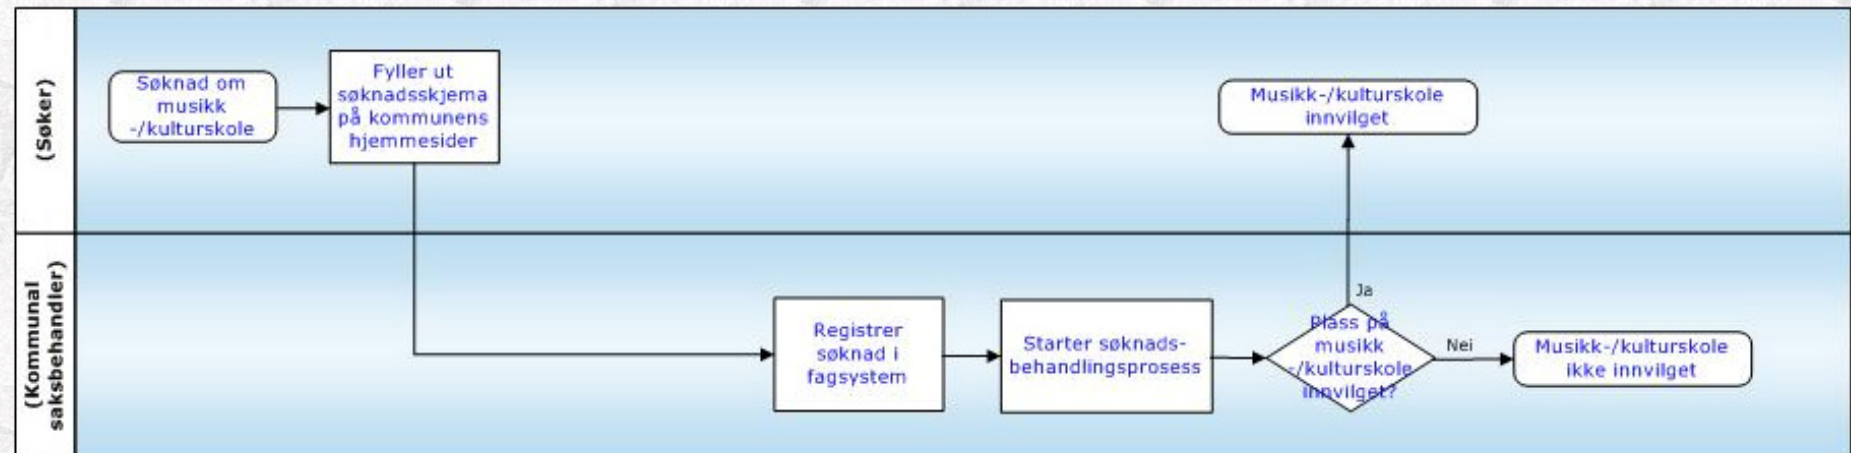 (Søker)
Søknad om
musikk
-/kulturskole
Fyller ut
søknadsskjema
på kommunens
hjemmesider
Musikk-/kulturskole
innvilget
(Kommunal
saksbehandler)
Registrer
søknad i
fagsystem
Starter søknads-
behandlingsprosess
Ja
Plass på
musikk
-/kulturskole
innvilget?
Nei
Musikk-/kulturskole
ikke innvilget